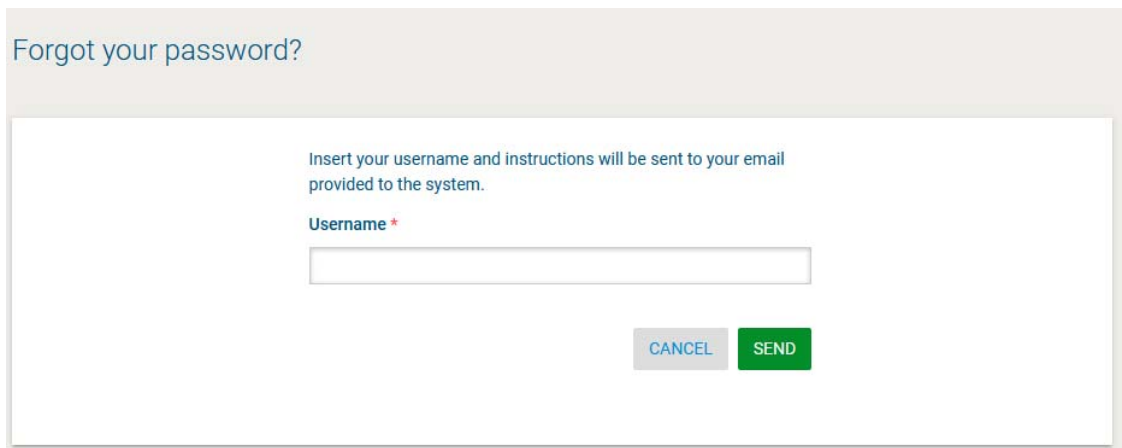 Forgot your password?
Insert your username and instructions will be sent to your email
provided to the system.
Username *
CANCEL SEND